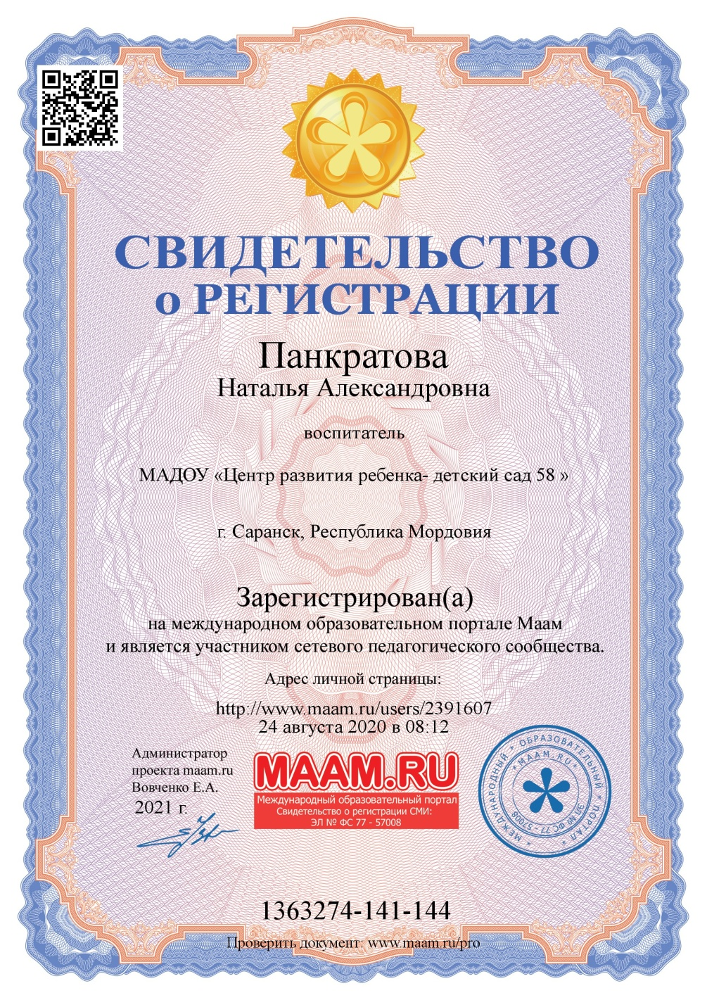 СВИДЕТЕЛЬСТВО
о РЕГИСТРАЦИИ
Панкратова
Наталья Александровна
воспитатель
МАДОУ «Центр развития ребенка- детский сад 58 »
г. Саранск, Республика Мордовия
Зарегистрирован(а)
на международном образовательном портале Маам
и является участником сетевого педагогического сообщества.
Адрес личной страницы:
http://www.maam.ru/users/2391607
24 августа 2020 в 08:12
Администратор
проекта maam.ru
Вовченко Е.А.
2021 г.
MAAM.RU
Международный образовательный портал
Свидетельство о регистрации СМИ:
ЭЛ № ФС 77 - 57008
* МЕЖДУНАРОДНЫЙ * ОБРАЗОВАТЕЛЬНЫЙ * ПОРТАЛ *
* MAAM.RU *
ЭЛ № ФС 77 - 57008
1363274-141-144
Проверить документ: www.maam.ru/pro